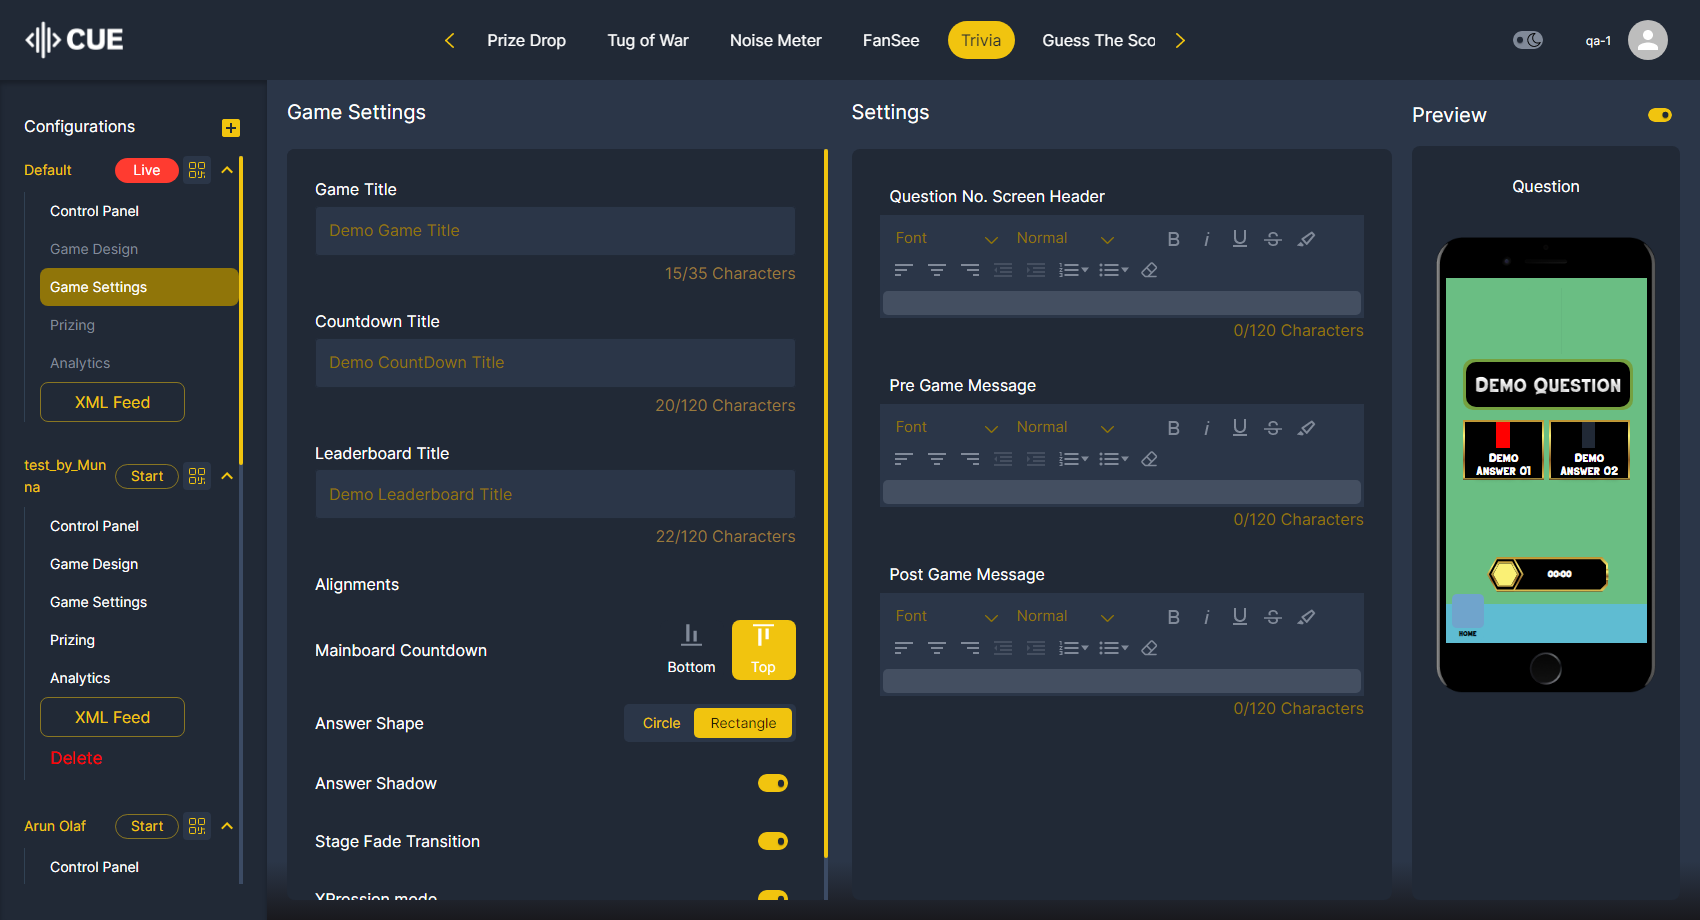 CUE
Prize Drop
Tug of War
Noise Meter
FanSee
Trivia
Guess The Sco
qa-1
Configurations
Default
Live
Control Panel
Game Design
Game Settings
Prizing
Analytics
XML Feed
test_by_Mun
na
Start
Control Panel
Game Design
Game Settings
Prizing
Analytics
XML Feed
Delete
Arun Olaf
Start
Control Panel
Game Settings
Game Title
Demo Game Title
15/35 Characters
Countdown Title
Demo CountDown Title
20/120 Characters
Leaderboard Title
Demo Leaderboard Title
22/120 Characters
Alignments
Mainboard Countdown
Bottom
Top
Answer Shape
Circle
Rectangle
Answer Shadow
Stage Fade Transition
XPression mode
Settings
Question No. Screen Header
Font
Normal
B i U S
0/120 Characters
Pre Game Message
Font
Normal
B i U S
0/120 Characters
Post Game Message
Font
Normal
B i U S
0/120 Characters
Preview
Question
Demo Question
Demo
Answer 01
Demo
Answer 02
00:00
HOME